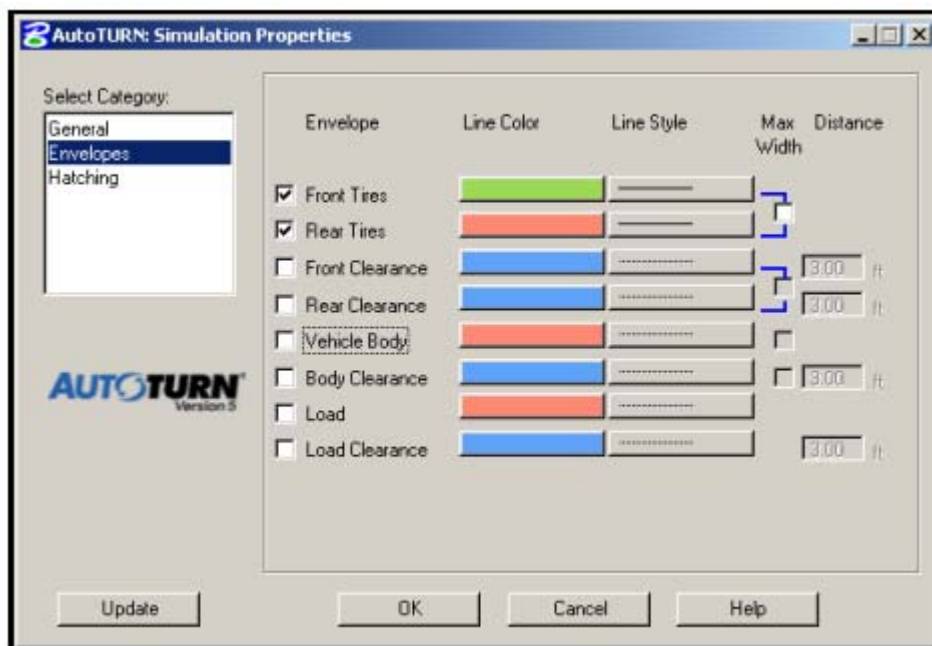 AutoTURN: Simulation Properties
Select Category:
General
Envelopes
Hatching
AUTOTURN®
Version 5
Envelope Line Color Line Style Max Width Distance
Front Tires
Rear Tires
Front Clearance 3.00 ft
Rear Clearance 3.00 ft
Vehicle Body
Body Clearance 3.00 ft
Load
Load Clearance 3.00 ft
Update OK Cancel Help